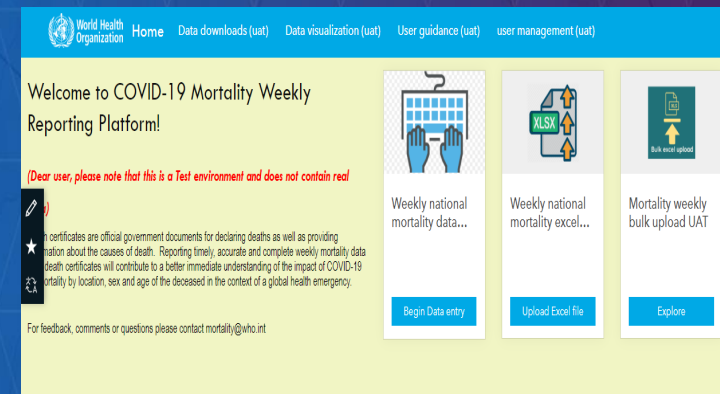 World Health
Organization
Home
Data downloads (uat)
Data visualization (uat)
User guidance (uat)
user management (uat)
Welcome to COVID-19 Mortality Weekly
Reporting Platform!
(Dear user, please note that this is a Test environment and does not contain real
certificates are official government documents for declaring deaths as well as providing
about the causes of death. Reporting timely, accurate and complete weekly mortality data
death certificates will contribute to a better immediate understanding of the impact of COVID-19
by location, sex and age of the deceased in the context of a global health emergency.
For feedback, comments or questions please contact mortality@who.int
Weekly national
mortality data...
Begin Data entry
XLSX
Weekly national
mortality excel...
Upload Excel file
XLS
Bulk excel upload
Mortality weekly
bulk upload UAT
Explore